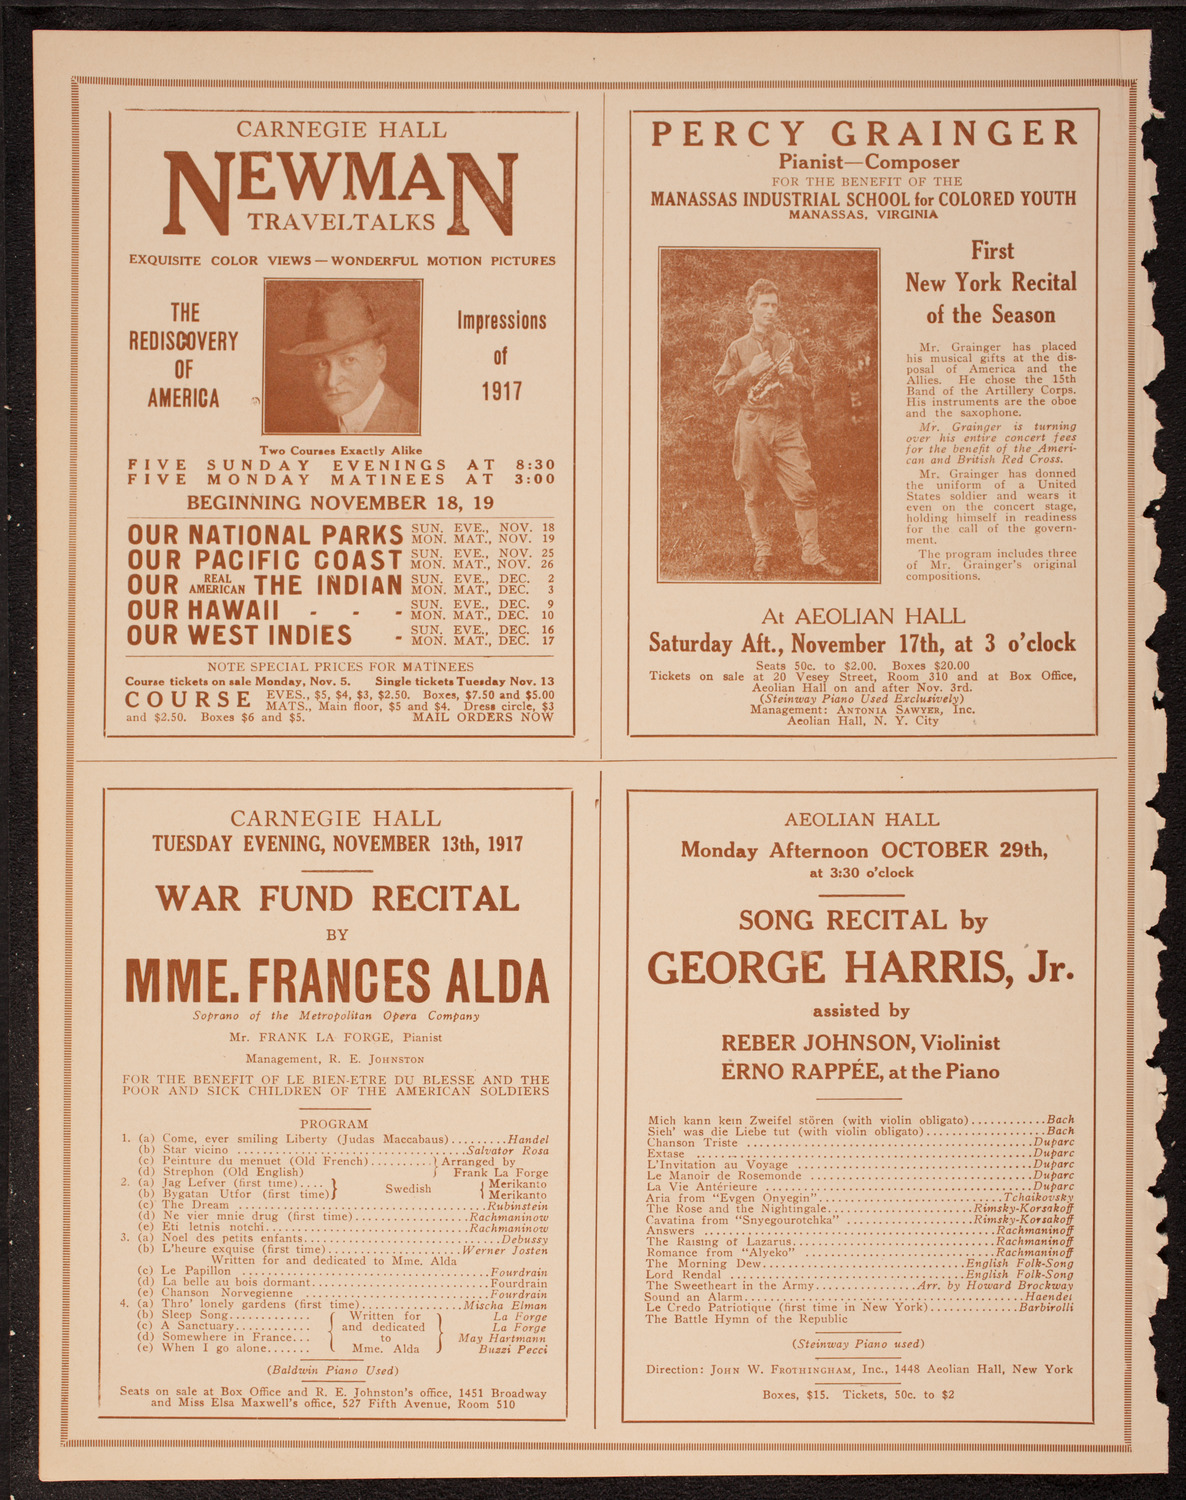 CARNEGIE HALL
NEWMAN
TRAVELTALKS
EXQUISITE COLOR VIEWS — WONDERFUL MOTION PICTURES
THE
REDISCOVERY
OF
AMERICA
Impressions
of
1917
Two Courses Exactly Alike
FIVE SUNDAY EVENINGS AT 8:30
FIVE MONDAY MATINEES AT 3:00
BEGINNING NOVEMBER 18, 19
OUR NATIONAL PARKS SUN. EVE., NOV. 18
MON. MAT., NOV. 19
OUR PACIFIC COAST SUN. EVE., NOV. 25
MON. MAT., NOV. 26
OUR REAL AMERICAN THE INDIAN SUN. EVE., DEC. 2
MON. MAT., DEC. 3
OUR HAWAII - - - SUN. EVE., DEC. 9
MON. MAT., DEC. 10
OUR WEST INDIES - SUN. EVE., DEC. 16
MON. MAT., DEC. 17
NOTE SPECIAL PRICES FOR MATINEES
Course tickets on sale Monday, Nov. 5. Single tickets Tuesday Nov. 13
COURSE EVES., $5, $4, $3, $2.50. Boxes, $7.50 and $5.00
MATS., Main floor, $5 and $4. Dress circle, $3
and $2.50. Boxes $6 and $5. MAIL ORDERS NOW
PERCY GRAINGER
Pianist—Composer
FOR THE BENEFIT OF THE
MANASSAS INDUSTRIAL SCHOOL for COLORED YOUTH
MANASSAS, VIRGINIA
First
New York Recital
of the Season
Mr. Grainger has placed
his musical gifts at the dis-
posal of America and the
Allies. He chose the 15th
Band of the Artillery Corps.
His instruments are the oboe
and the saxophone.
Mr. Grainger is turning
over his entire concert fees
for the benefit of the Ameri-
can and British Red Cross.
Mr. Grainger has donned
the uniform of a United
States soldier and wears it
even on the concert stage,
holding himself in readiness
for the call of the govern-
ment.
The program includes three
of Mr. Grainger's original
compositions.
At AEOLIAN HALL
Saturday Aft., November 17th, at 3 o'clock
Seats 50c. to $2.00. Boxes $20.00
Tickets on sale at 20 Vesey Street, Room 310 and at Box Office,
Aeolian Hall on and after Nov. 3rd.
(Steinway Piano Used Exclusively)
Management: ANTONIA SAWYER, Inc.
Aeolian Hall, N. Y. City
CARNEGIE HALL
TUESDAY EVENING, NOVEMBER 13th, 1917
WAR FUND RECITAL
BY
MME. FRANCES ALDA
Soprano of the Metropolitan Opera Company
Mr. FRANK LA FORGE, Pianist
Management, R. E. JOHNSTON
FOR THE BENEFIT OF LE BIEN-ETRE DU BLESSE AND THE
POOR AND SICK CHILDREN OF THE AMERICAN SOLDIERS
PROGRAM
1. (a) Come, ever smiling Liberty (Judas Maccabaus).........Handel
(b) Star vicino ....................................Salvator Rosa
(c) Peinture du menuet (Old French)..........} Arranged by
(d) Strephon (Old English) } Frank La Forge
2. (a) Jag Lefver (first time)....} Swedish { Merikanto
(b) Bygatan Utfor (first time)} { Merikanto
(c) The Dream .......................................Rubinstein
(d) Ne vier mnie drug (first time)..................Rachmaninow
(e) Eti letnis notchi................................Rachmaninow
3. (a) Noel des petits enfants...............................Debussy
(b) L'heure exquise (first time)....................Werner Josten
Written for and dedicated to Mme. Alda
(c) Le Papillon .......................................Fourdrain
(d) La belle au bois dormant...........................Fourdrain
(e) Chanson Norvegienne .............................Fourdrain
4. (a) Thro' lonely gardens (first time)...............Mischa Elman
(b) Sleep Song............ { Written for } La Forge
(c) A Sanctuary........... { and dedicated } La Forge
(d) Somewhere in France... { to } May Hartmann
(e) When I go alone....... { Mme. Alda } Buzzi Pecci
(Baldwin Piano Used)
Seats on sale at Box Office and R. E. Johnston's office, 1451 Broadway
and Miss Elsa Maxwell's office, 527 Fifth Avenue, Room 510
AEOLIAN HALL
Monday Afternoon OCTOBER 29th,
at 3:30 o'clock
SONG RECITAL by
GEORGE HARRIS, Jr.
assisted by
REBER JOHNSON, Violinist
ERNO RAPPÉE, at the Piano
Mich kann kein Zweifel stören (with violin obligato)............Bach
Sieh' was die Liebe tut (with violin obligato)...................Bach
Chanson Triste .............................................Duparc
Extase .....................................................Duparc
L'Invitation au Voyage .....................................Duparc
Le Manoir de Rosemonde ...................................Duparc
La Vie Antérieure ..........................................Duparc
Aria from "Evgen Onyegin"............................Tchaikovsky
The Rose and the Nightingale.......................Rimsky-Korsakoff
Cavatina from "Snyegourotchka" ...................Rimsky-Korsakoff
Answers ..............................................Rachmaninoff
The Raising of Lazarus................................Rachmaninoff
Romance from "Alyeko" ..............................Rachmaninoff
The Morning Dew................................English Folk-Song
Lord Rendal .....................................English Folk-Song
The Sweetheart in the Army................Arr. by Howard Brockway
Sound an Alarm.............................................Haendel
Le Credo Patriotique (first time in New York)..............Barbirolli
The Battle Hymn of the Republic
(Steinway Piano used)
Direction: JOHN W. FROTHINGHAM, Inc., 1448 Aeolian Hall, New York
Boxes, $15. Tickets, 50c. to $2